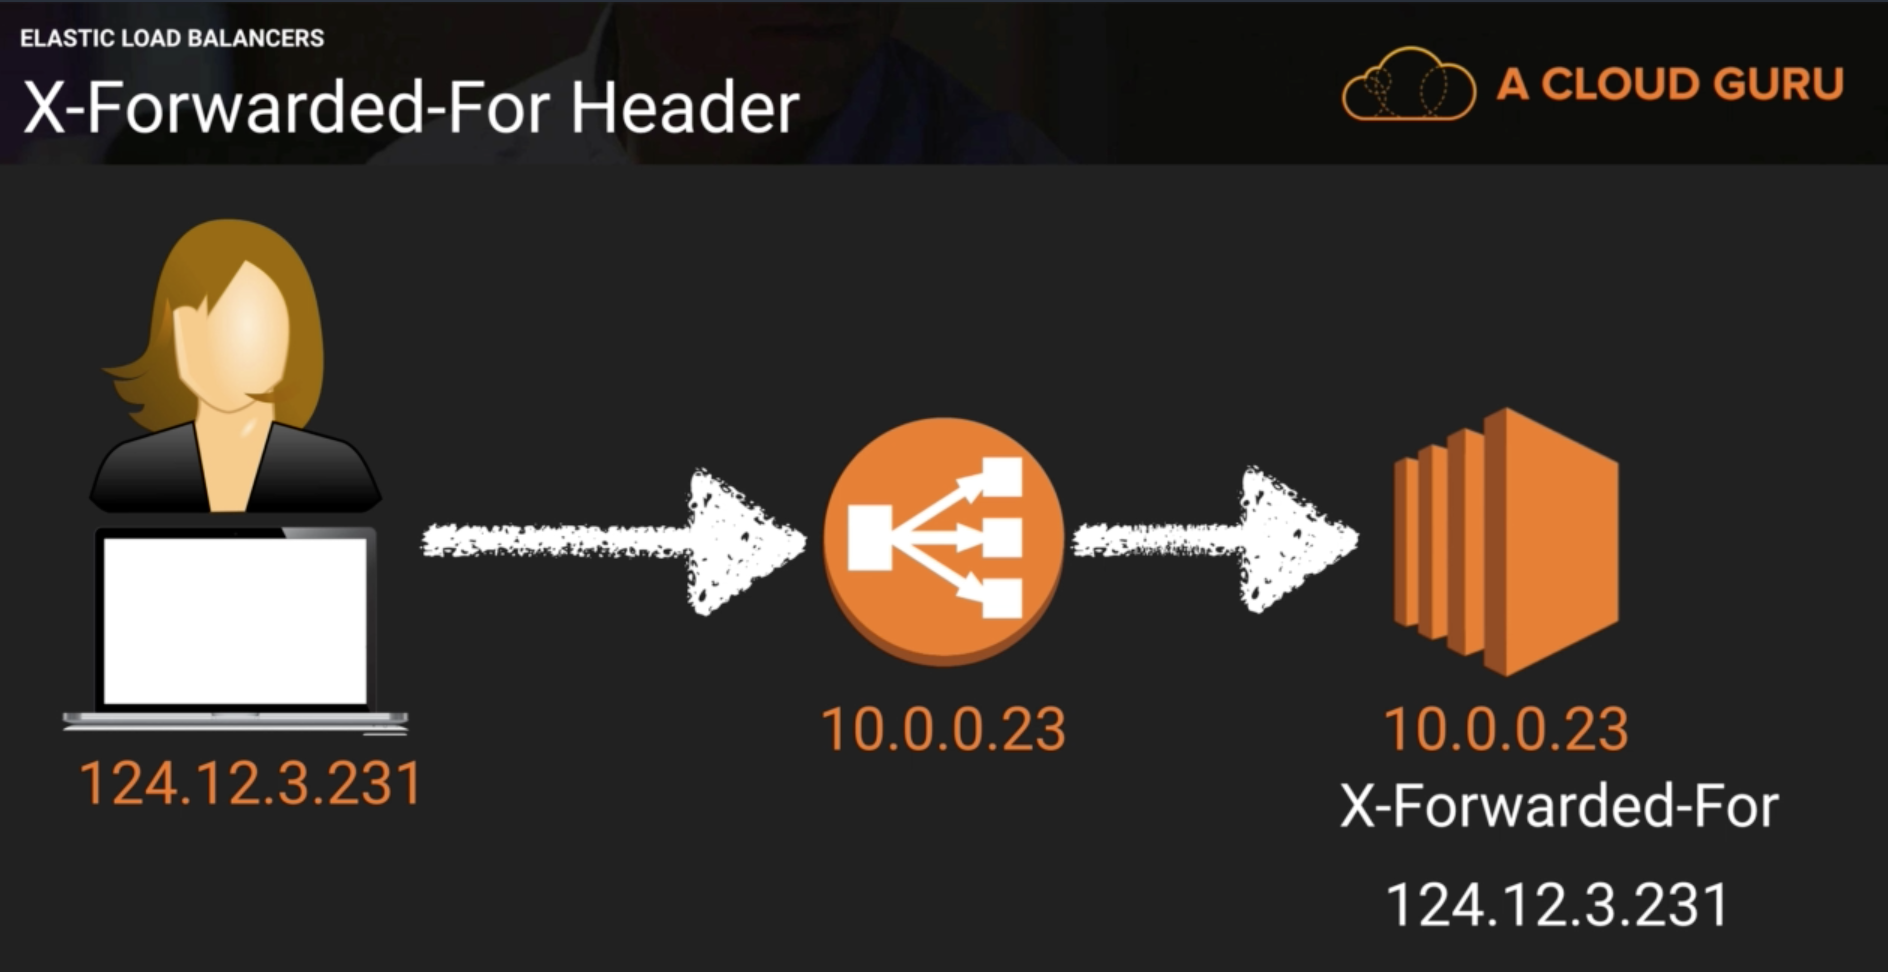 ELASTIC LOAD BALANCERS
X-Forwarded-For Header
A CLOUD GURU
124.12.3.231
10.0.0.23
10.0.0.23
X-Forwarded-For
124.12.3.231